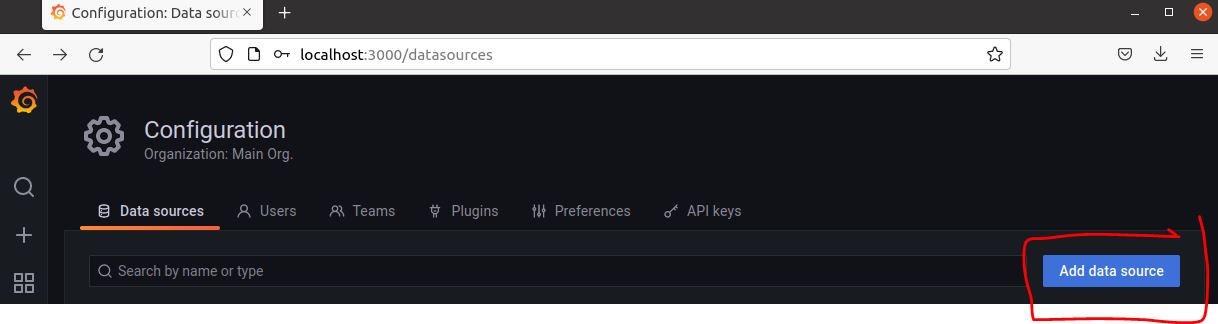 Configuration: Data sour
localhost:3000/datasources
Configuration
Organization: Main Org.
Data sources Users Teams Plugins Preferences API keys
Search by name or type Add data source